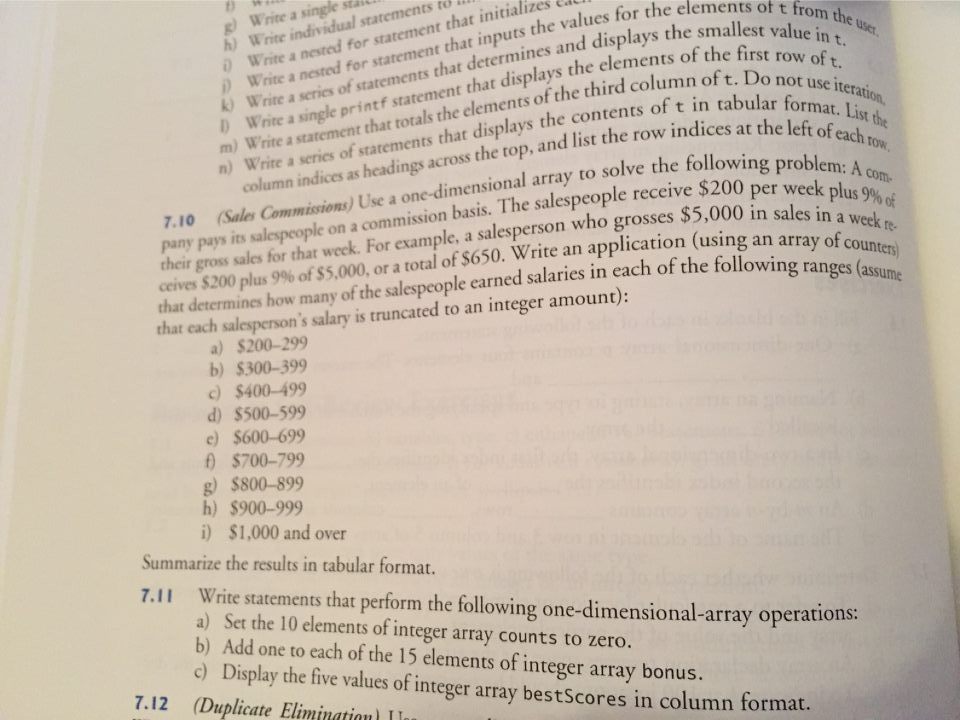 g) Write a single
h) Write individual statements to
i) Write a nested for statement that initializes
j) Write a nested for statement that inputs the values for the elements of t from the user.
k) Write a series of statements that determines and displays the smallest value in t.
l) Write a single printf statement that displays the elements of the first row of t.
m) Write a statement that totals the elements of the third column of t. Do not use iteration.
n) Write a series of statements that displays the contents of t in tabular format. List the
column indices as headings across the top, and list the row indices at the left of each row.
7.10 (Sales Commissions) Use a one-dimensional array to solve the following problem: A com-
pany pays its salespeople on a commission basis. The salespeople receive $200 per week plus 9% of
their gross sales for that week. For example, a salesperson who grosses $5,000 in sales in a week re-
ceives $200 plus 9% of $5,000, or a total of $650. Write an application (using an array of counters)
that determines how many of the salespeople earned salaries in each of the following ranges (assume
that each salesperson's salary is truncated to an integer amount):
a) $200–299
b) $300–399
c) $400–499
d) $500–599
e) $600–699
f) $700–799
g) $800–899
h) $900–999
i) $1,000 and over
Summarize the results in tabular format.
7.11 Write statements that perform the following one-dimensional-array operations:
a) Set the 10 elements of integer array counts to zero.
b) Add one to each of the 15 elements of integer array bonus.
c) Display the five values of integer array bestScores in column format.
7.12 (Duplicate Elimination)